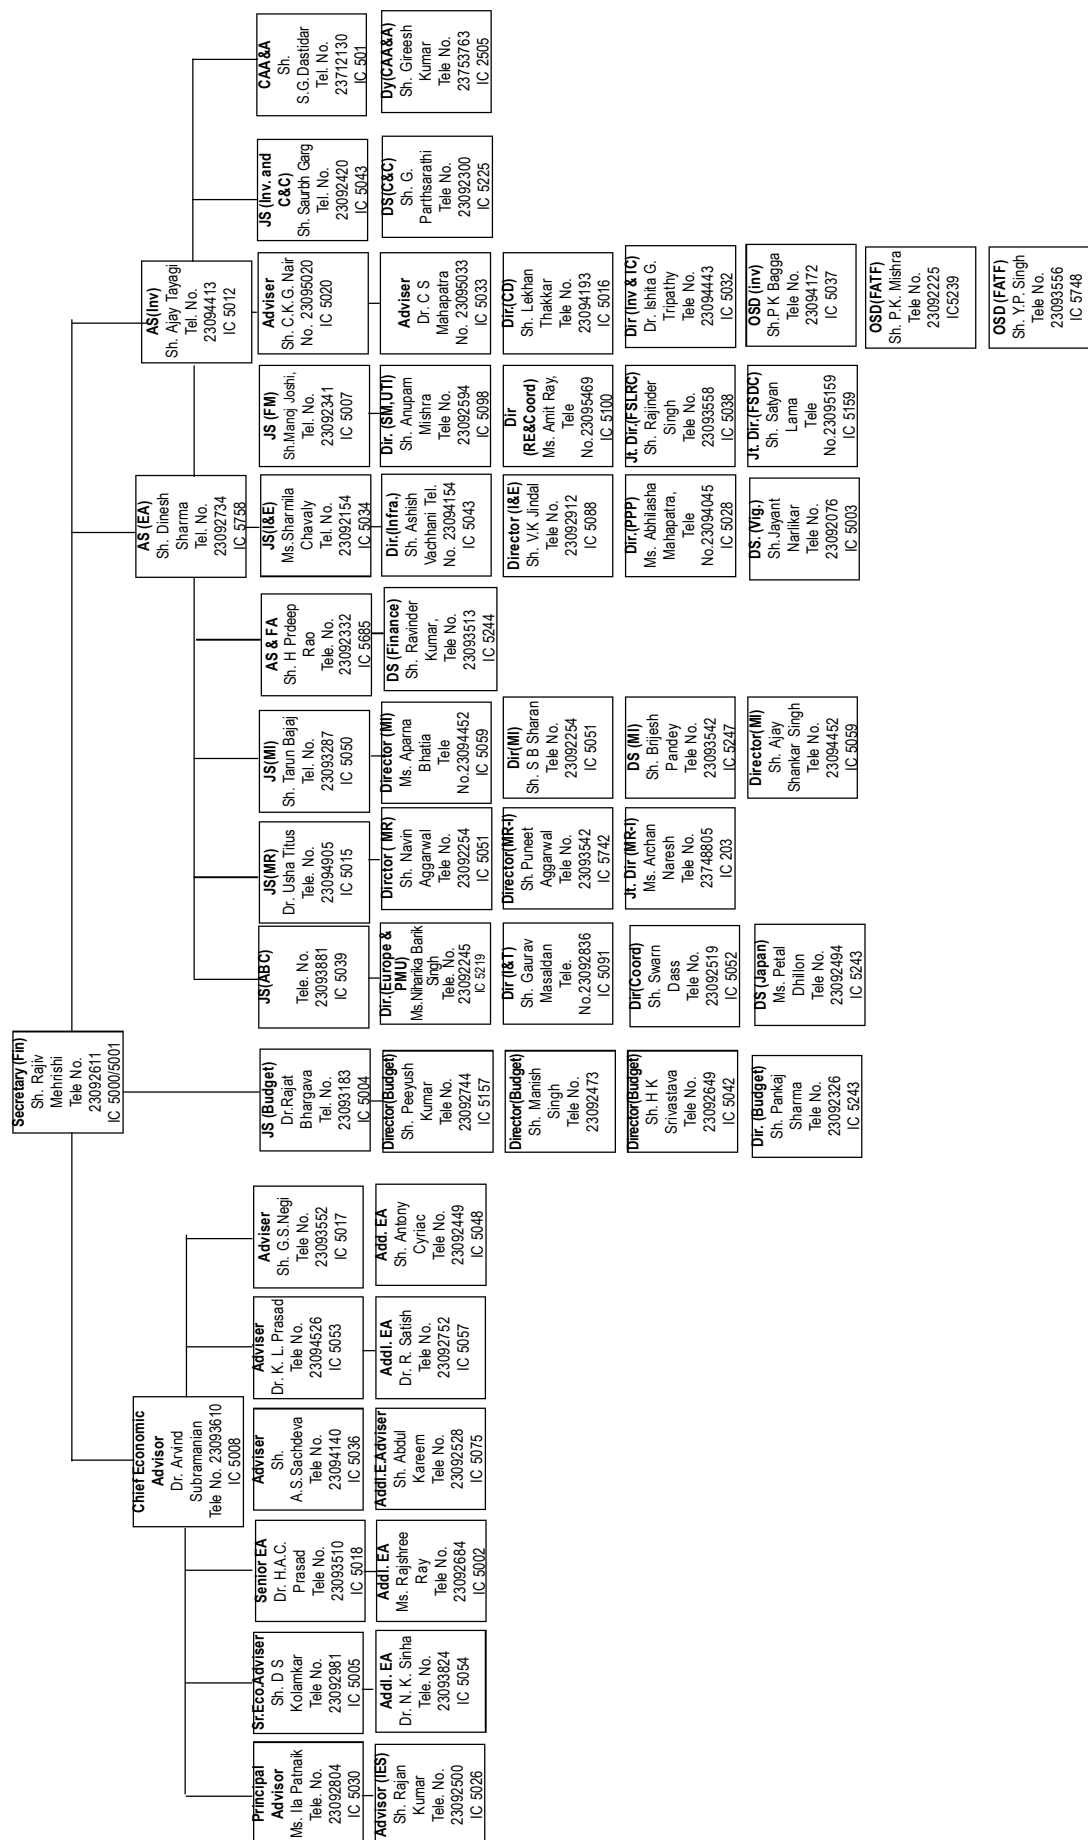 Secretary (Fin)
Sh. Rajiv
Mehrishi
Tele No.
23092611
IC 5000/5001
Chief Economic
Advisor
Dr. Arvind
Subramanian
Tele No. 23093610
IC 5008
AS (EA)
Sh. Dinesh
Sharma
Tel. No.
23092734
IC 5758
AS(Inv)
Sh. Ajay Tayagi
Tel. No.
23094413
IC 5012
Principal
Advisor
Ms. Ila Patnaik
Tele. No.
23092804
IC 5030
Sr.Eco.Adviser
Sh. D S
Kolamkar
Tele No.
23092981
IC 5005
Senior EA
Dr. H.A.C.
Prasad
Tele No.
23093510
IC 5018
Adviser
Sh.
A.S.Sachdeva
Tele No.
23094140
IC 5036
Adviser
Dr. K. L. Prasad
Tele No.
23094526
IC 5053
Adviser
Sh. G.S.Negi
Tele No.
23093552
IC 5017
JS (Budget)
Dr.Rajat
Bhargava
Tel. No.
23093183
IC 5004
JS(ABC)
Tele. No.
23093881
IC 5039
JS(MR)
Dr. Usha Titus
Tele. No.
23094905
IC 5015
JS(MI)
Sh. Tarun Bajaj
Tel. No.
23093287
IC 5050
AS & FA
Sh. H Prdeep
Rao
Tele. No.
23092332
IC 5685
JS(I&E)
Ms.Sharmila
Chavaly
Tel. No.
23092154
IC 5034
JS (FM)
Sh.Manoj Joshi,
Tel. No.
23092341
IC 5007
Adviser
Sh. C.K.G. Nair
No. 23095020
IC 5020
JS (Inv. and
C&C)
Sh. Saurbh Garg
Tel. No.
23092420
IC 5043
CAA&A
Sh.
S.G.Dastidar
Tel. No.
23712130
IC 501
Advisor (IES)
Sh. Rajan
Kumar
Tele. No.
23092500
IC 5026
Addl. EA
Dr. N. K. Sinha
Tele. No.
23093824
IC 5054
Addl. EA
Ms. Rajshree
Ray
Tele No.
23092684
IC 5002
Addl.E.Adviser
Sh. Abdul
Kareem
Tele No.
23092528
IC 5075
Addl. EA
Dr. R. Satish
Tele No.
23092752
IC 5057
Add. EA
Sh. Antony
Cyriac
Tele No.
23092449
IC 5048
Director(Budget)
Sh. Peeyush
Kumar
Tele No.
23092744
IC 5157
Dir.(Europe &
PMU)
Ms.Niharika Barik
Singh
Tele. No.
23092245
IC 5219
Dirctor ( MR)
Sh. Navin
Aggarwal
Tele No.
23092254
IC 5051
Director (MI)
Ms. Aparna
Bhatia
Tele
No.23094452
IC 5059
DS (Finance)
Sh. Ravinder
Kumar,
Tele No.
23093513
IC 5244
Dir.(Infra.)
Sh. Ashish
Vachhani Tel.
No. 23094154
IC 5043
Dir. (SM,UTI)
Sh. Anupam
Mishra
Tele No.
23092594
IC 5098
Adviser
Dr. C S
Mahapatra
No. 23095033
IC 5033
DS(C&C)
Sh. G.
Parthsarathi
Tele No.
23092300
IC 5225
Dy(CAA&A)
Sh. Gireesh
Kumar
Tele No.
23753763
IC 2505
Director(Budget)
Sh. Manish
Singh
Tele No.
23092473
Dir (I&T)
Sh. Gaurav
Masaldan
Tele.
No.23092836
IC 5091
Director(MR-I)
Sh. Puneet
Aggarwal
Tele No.
23093542
IC 5742
Dir(MI)
Sh. S B Sharan
Tele No.
23092254
IC 5051
Director (I&E)
Sh. V.K Jindal
Tele No.
23092912
IC 5088
Dir
(RE&Coord)
Ms. Amit Ray,
Tele
No.23095469
IC 5100
Dir,(CD)
Sh. Lekhan
Thakkar
Tele No.
23094193
IC 5016
Director(Budget)
Sh. H K
Srivastava
Tele No.
23092649
IC 5042
Dir(Coord)
Sh. Swarn
Dass
Tele No.
23092519
IC 5052
Jt. Dir (MR-I)
Ms. Archan
Naresh
Tele No.
23748805
IC 203
DS (MI)
Sh. Brijesh
Pandey
Tele No.
23093542
IC 5247
Dir.(PPP)
Ms. Abhilasha
Mahapatra,
Tele
No.23094045
IC 5028
Jt. Dir.(FSLRC)
Sh. Rajinder
Singh
Tele No.
23093558
IC 5038
Dir (Inv & TC)
Dr. Ishita G.
Tripathy
Tele No.
23094443
IC 5032
Dir. (Budget)
Sh. Pankaj
Sharma
Tele No.
23092326
IC 5243
DS (Japan)
Ms. Petal
Dhillon
Tele No.
23092494
IC 5243
Director(MI)
Sh. Ajay
Shankar Singh
Tele No.
23094452
IC 5059
DS. (Vig.)
Sh.Jayant
Narlikar
Tele No.
23092076
IC 5003
Jt. Dir.(FSDC)
Sh. Satyan
Lama
Tele
No.23095159
IC 5159
OSD (inv)
Sh.P K Bagga
Tele No.
23094172
IC 5037
OSD(FATF)
Sh. P.K. Mishra
Tele No.
23092225
IC5239
OSD (FATF)
Sh. Y.P. Singh
Tele No.
23093556
IC 5748